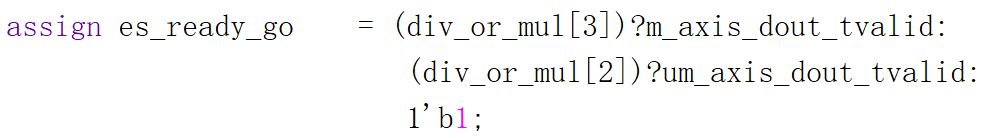 assign es_ready_go    = (div_or_mul[3])?m_axis_dout_tvalid:
(div_or_mul[2])?um_axis_dout_tvalid:
1'b1;